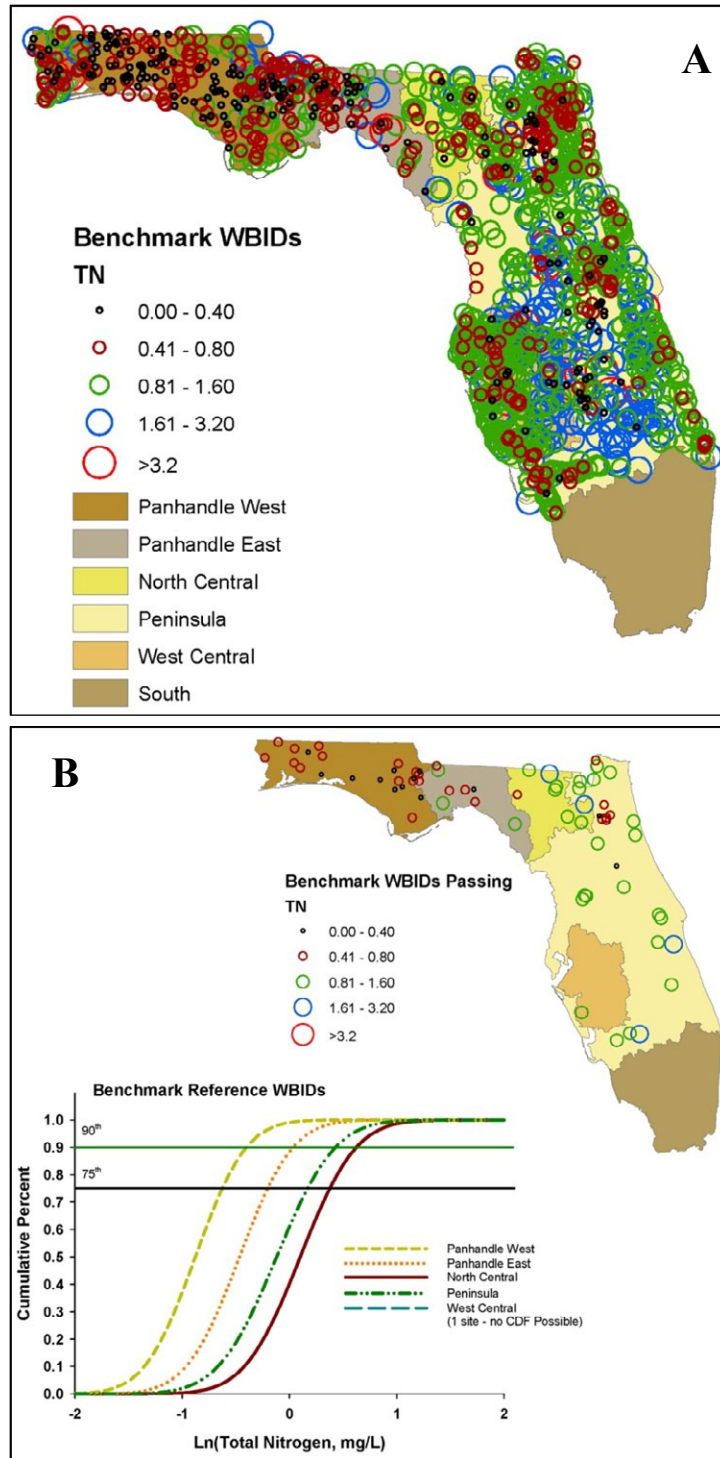 A
Benchmark WBIDs
TN
0.00 - 0.40
0.41 - 0.80
0.81 - 1.60
1.61 - 3.20
>3.2
Panhandle West
Panhandle East
North Central
Peninsula
West Central
South
B
Benchmark WBIDs Passing
TN
0.00 - 0.40
0.41 - 0.80
0.81 - 1.60
1.61 - 3.20
>3.2
Benchmark Reference WBIDs
1.0
90th
0.9
0.8
75th
0.7
0.6
0.5
0.4
0.3
0.2
0.1
0.0
Cumulative Percent
Panhandle West
Panhandle East
North Central
Peninsula
West Central
(1 site - no CDF Possible)
-2
-1
0
1
2
Ln(Total Nitrogen, mg/L)